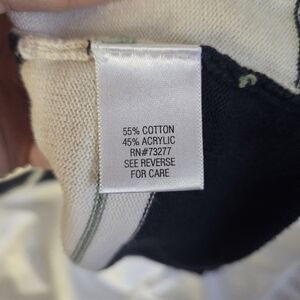 55% COTTON
45% ACRYLIC
RN#73277
SEE REVERSE
FOR CARE